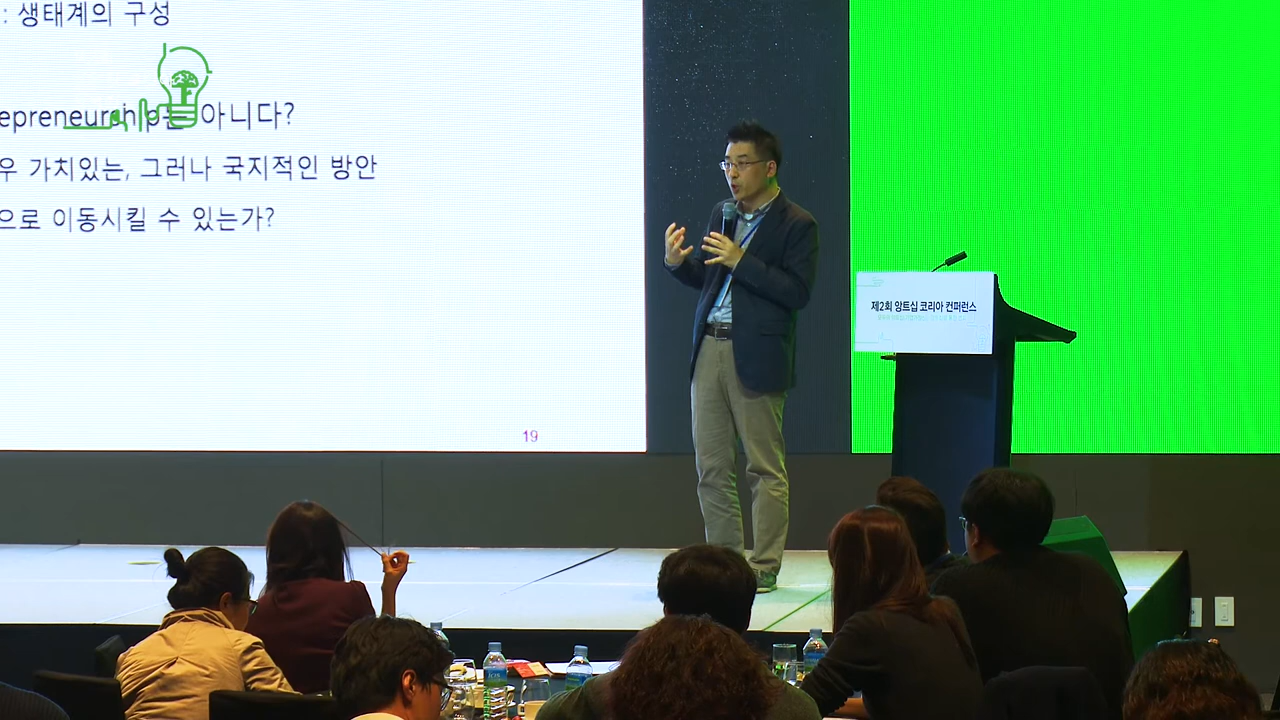 : 생태계의 구성
epreneurship는 아니다?
우 가치있는, 그러나 국지적인 방안
으로 이동시킬 수 있는가?
19
제2회 앙트십 코리아 컨퍼런스